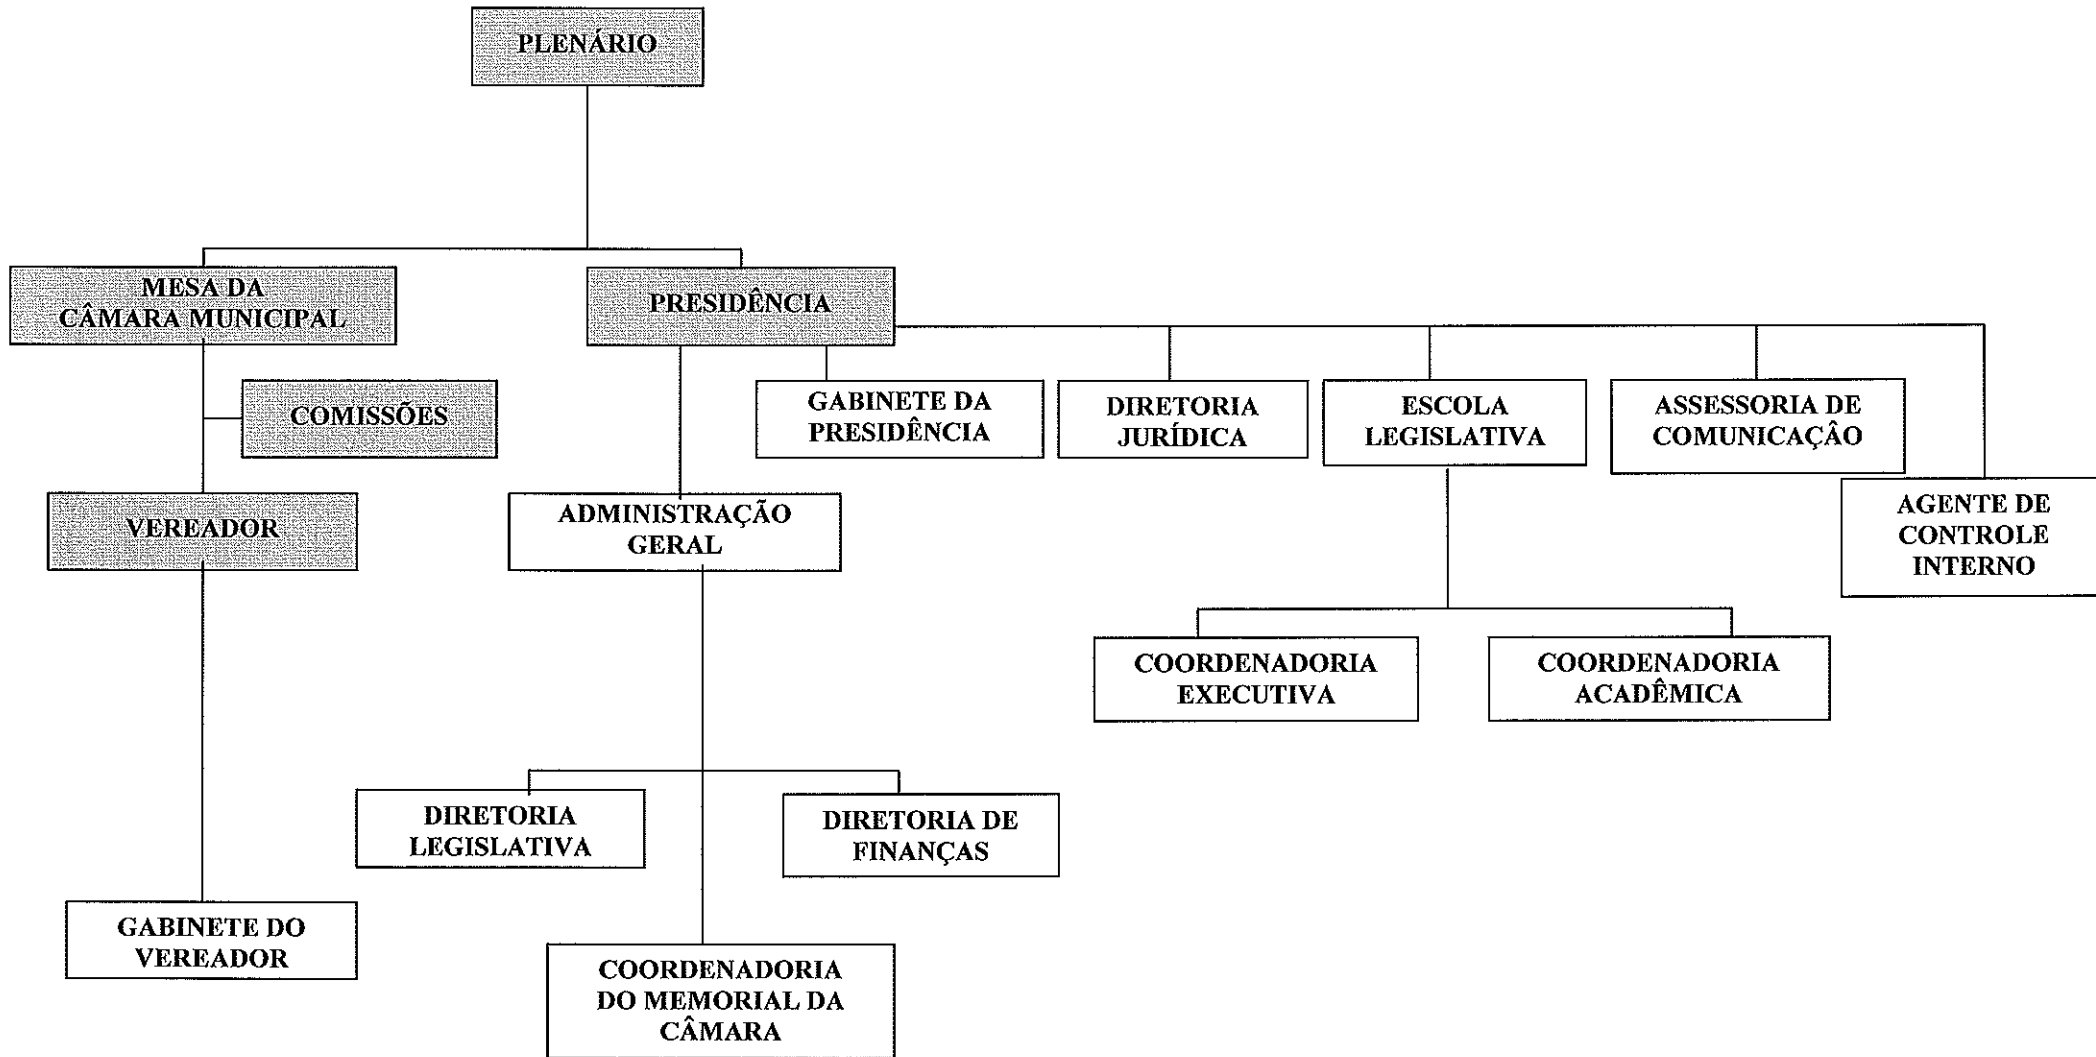 PLENÁRIO
MESA DA
CÂMARA MUNICIPAL
PRESIDÊNCIA
COMISSÕES
GABINETE DA
PRESIDÊNCIA
DIRETORIA
JURÍDICA
ESCOLA
LEGISLATIVA
ASSESSORIA DE
COMUNICAÇÃO
AGENTE DE
CONTROLE
INTERNO
VEREADOR
ADMINISTRAÇÃO
GERAL
COORDENADORIA
EXECUTIVA
COORDENADORIA
ACADÊMICA
DIRETORIA
LEGISLATIVA
DIRETORIA DE
FINANÇAS
GABINETE DO
VEREADOR
COORDENADORIA
DO MEMORIAL DA
CÂMARA